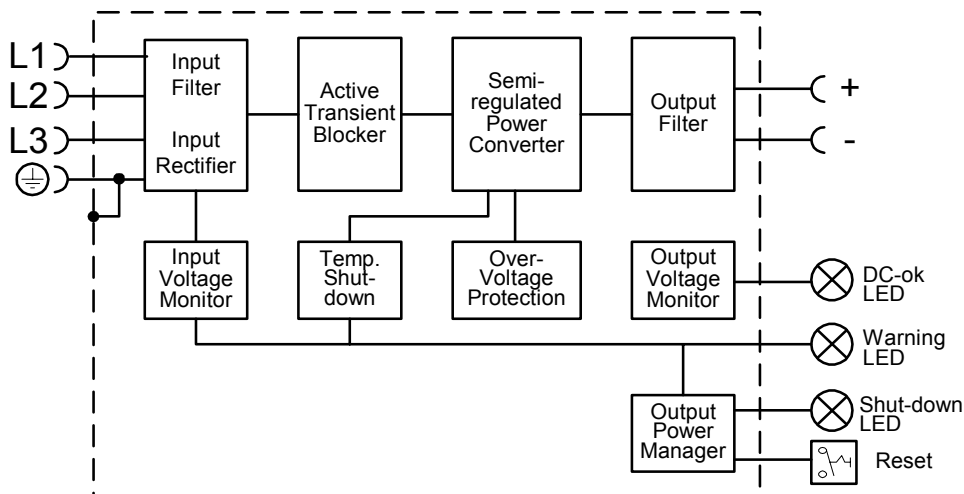 L1
L2
L3
Input
Filter
Input
Rectifier
Active
Transient
Blocker
Semi-
regulated
Power
Converter
Output
Filter
+
-
Input
Voltage
Monitor
Temp.
Shut-
down
Over-
Voltage
Protection
Output
Voltage
Monitor
DC-ok
LED
Warning
LED
Output
Power
Manager
Shut-down
LED
Reset